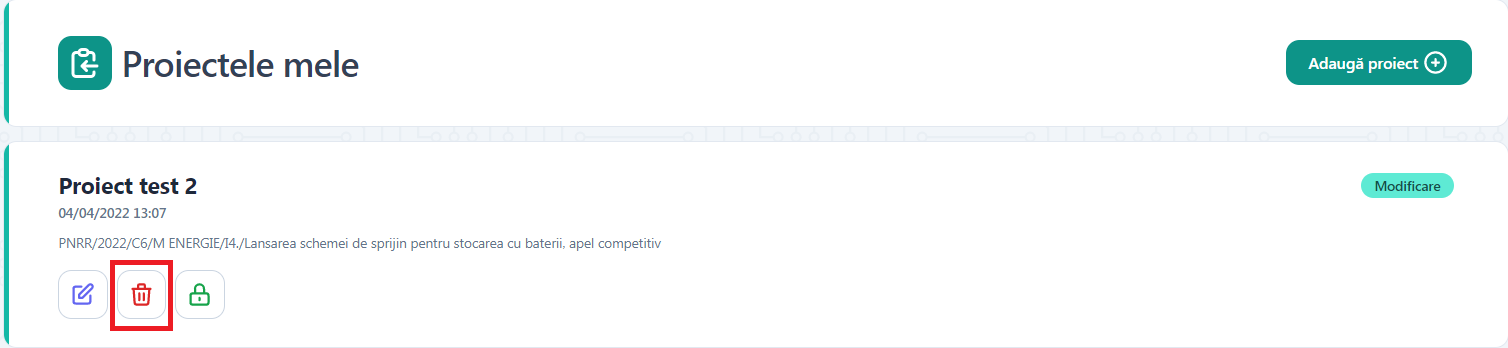 Proiectele mele
Adaugă proiect
Proiect test 2
Modificare
04/04/2022 13:07
PNRR/2022/C6/M ENERGIE/I4./Lansarea schemei de sprijin pentru stocarea cu baterii, apel competitiv